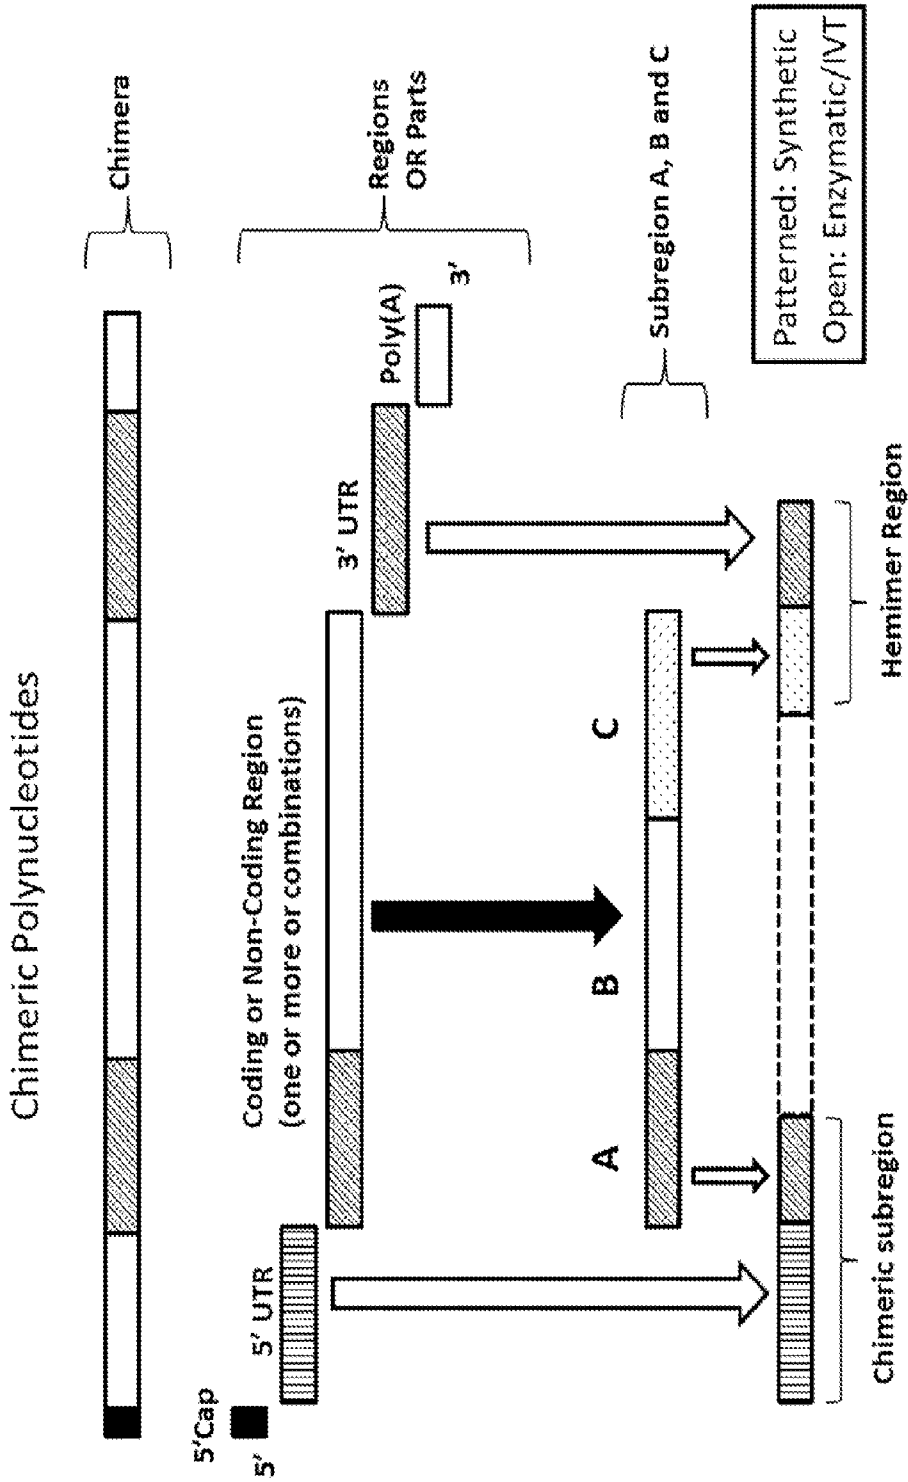 Chimeric Polynucleotides
Chimera
5'Cap
5'
5' UTR
Coding or Non-Coding Region
(one or more or combinations)
3' UTR
Poly(A)
3'
Regions
OR Parts
A
B
C
Subregion A, B and C
Chimeric subregion
Hemimer Region
Patterned: Synthetic
Open: Enzymatic/IVT